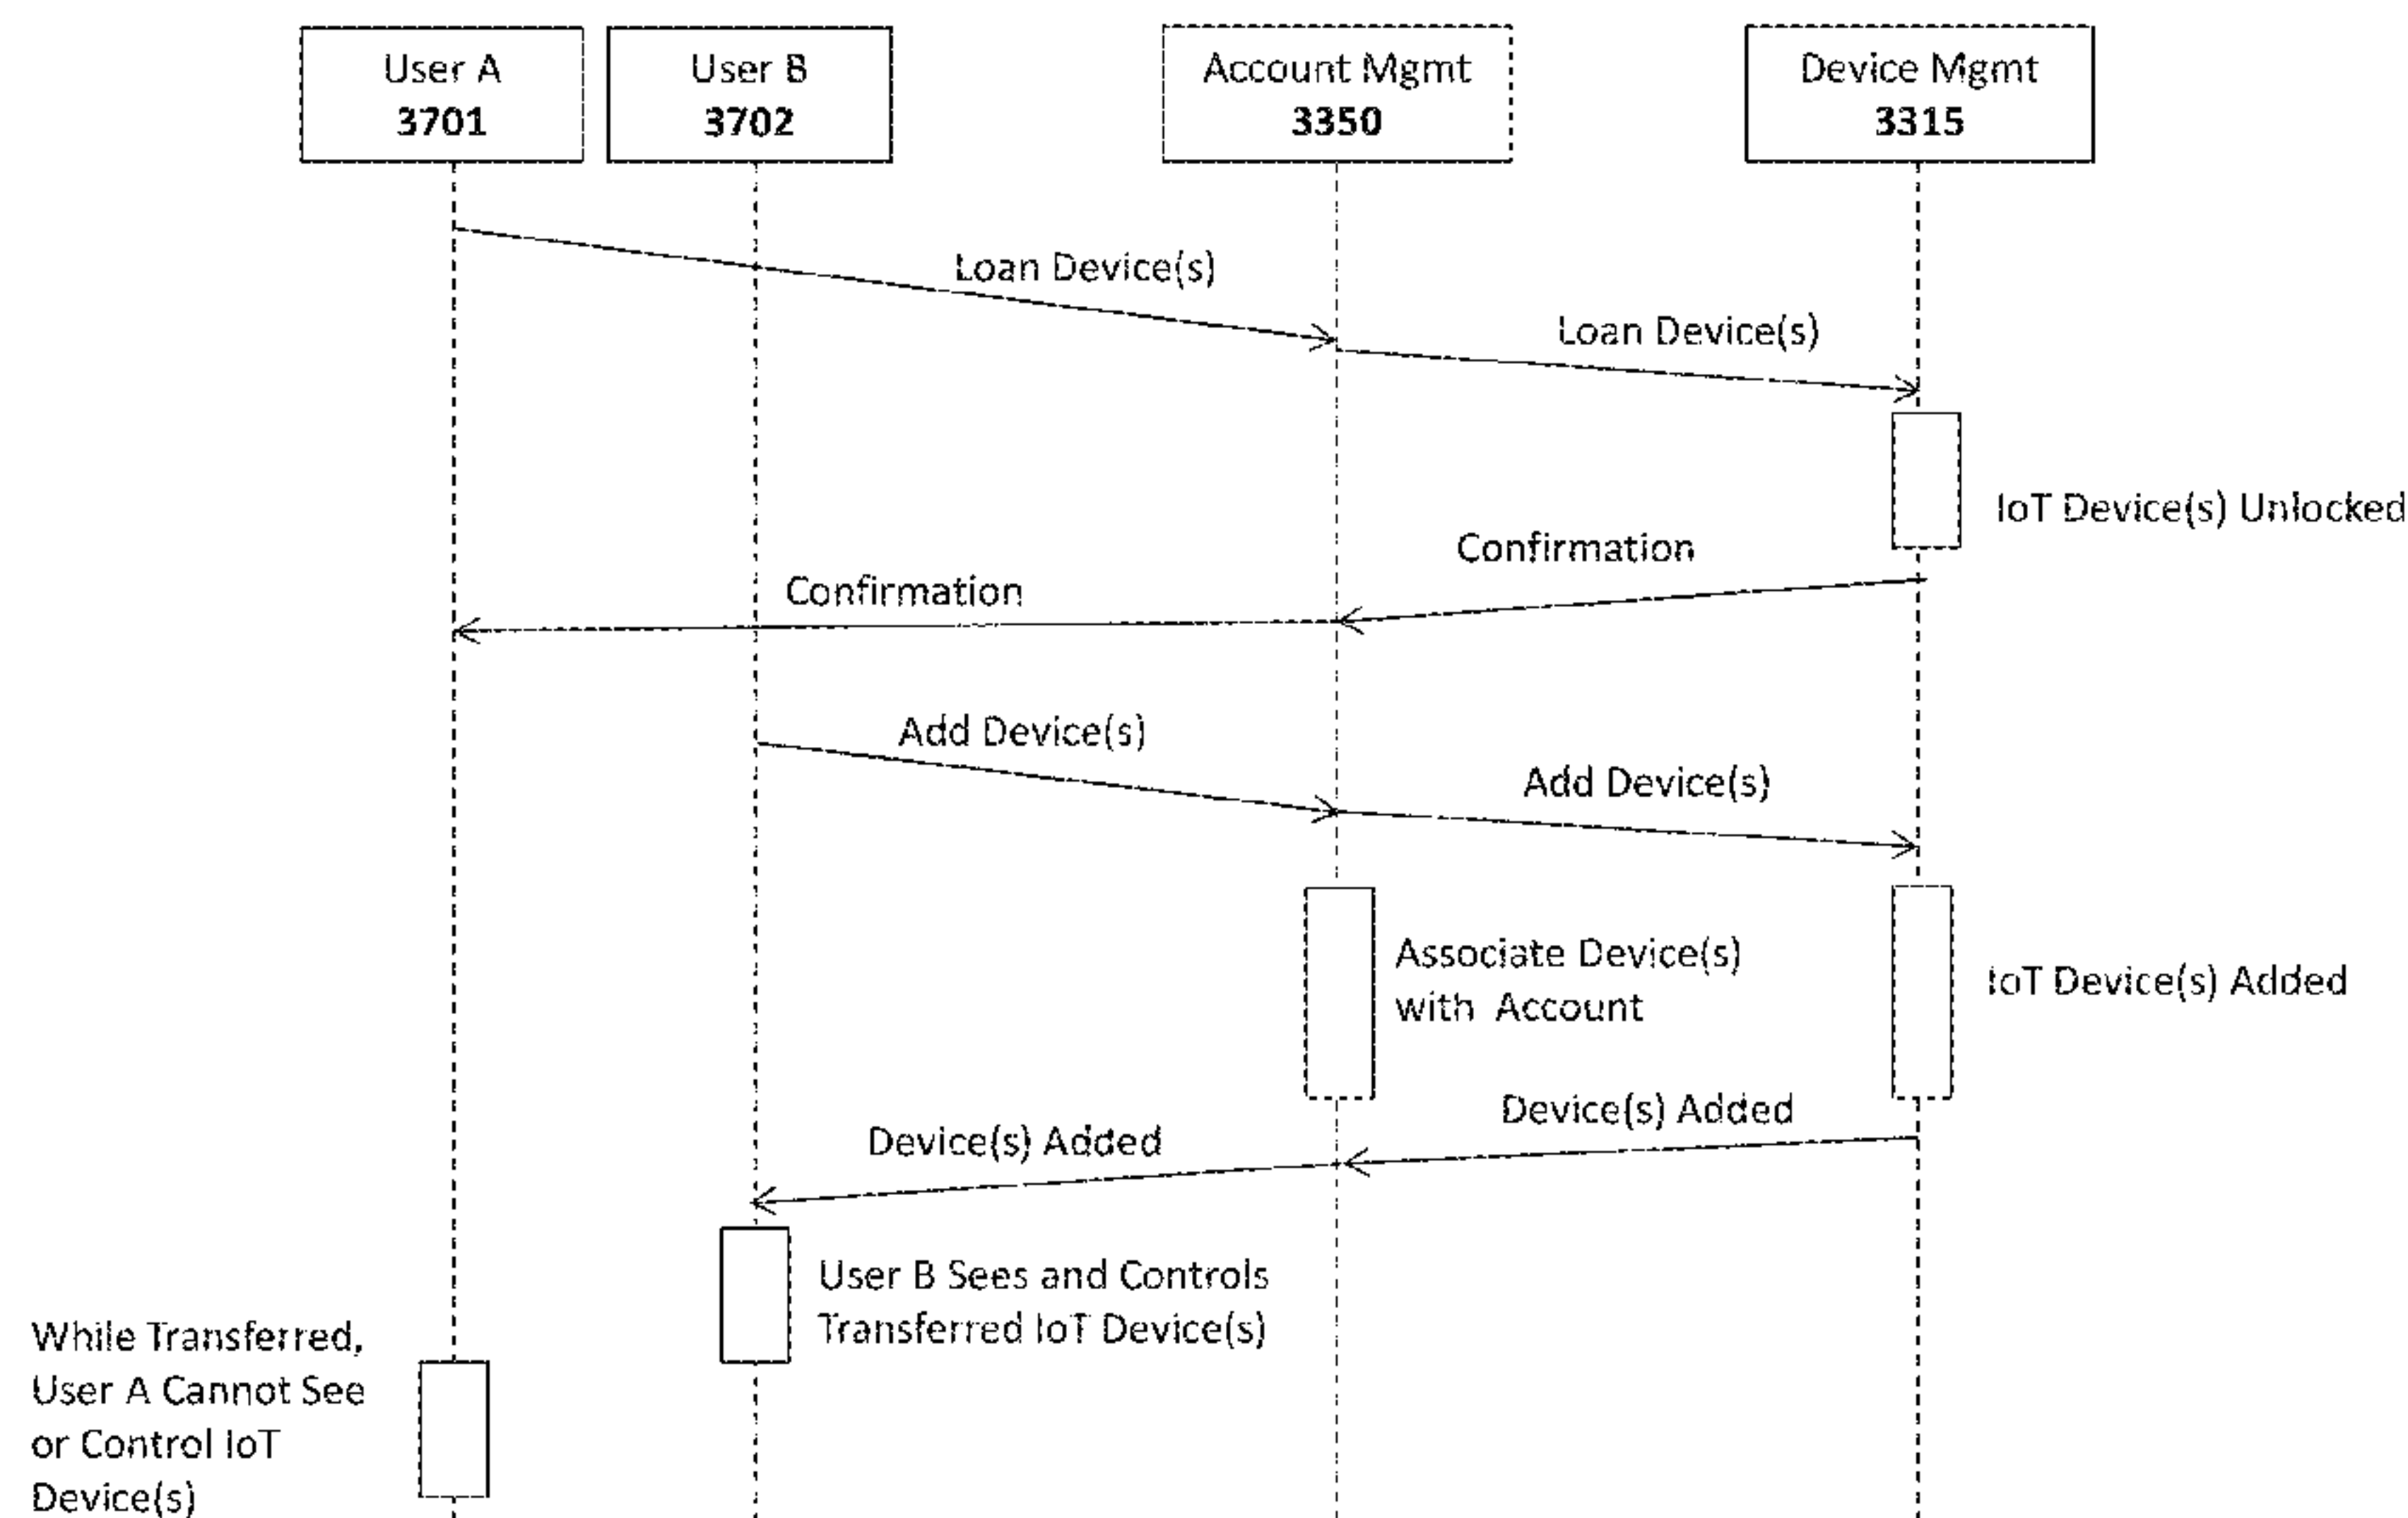 User A
3701
User B
3702
Account Mgmt
3350
Device Mgmt
3315
Loan Device(s)
Loan Device(s)
IoT Device(s) Unlocked
Confirmation
Confirmation
Add Device(s)
Add Device(s)
Associate Device(s)
with Account
IoT Device(s) Added
Device(s) Added
Device(s) Added
User B Sees and Controls
Transferred IoT Device(s)
While Transferred,
User A Cannot See
or Control IoT
Device(s)